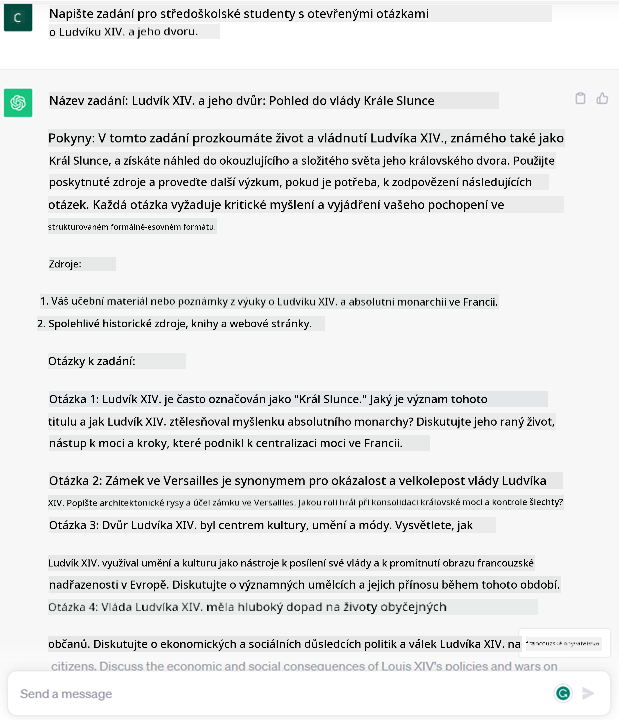 C
Napište zadání pro středoškolské studenty s otevřenými otázkami
o Ludvíku XIV. a jeho dvoru.
Název zadání: Ludvík XIV. a jeho dvůr: Pohled do vlády Krále Slunce
Pokyny: V tomto zadání prozkoumáte život a vládnutí Ludvíka XIV., známého také jako
Král Slunce, a získáte náhled do okouzlujícího a složitého světa jeho královského dvora. Použijte
poskytnuté zdroje a proveďte další výzkum, pokud je potřeba, k zodpovězení následujících
otázek. Každá otázka vyžaduje kritické myšlení a vyjádření vašeho pochopení ve
strukturovaném formálně-esovném formátu.
Zdroje:
1. Váš učební materiál nebo poznámky z výuky o Ludvíku XIV. a absolutní monarchii ve Francii.
2. Spolehlivé historické zdroje, knihy a webové stránky.
Otázky k zadání:
Otázka 1: Ludvík XIV. je často označován jako "Král Slunce." Jaký je význam tohoto
titulu a jak Ludvík XIV. ztělesňoval myšlenku absolutního monarchy? Diskutujte jeho raný život,
nástup k moci a kroky, které podnikl k centralizaci moci ve Francii.
Otázka 2: Zámek ve Versailles je synonymem pro okázalost a velkolepost vlády Ludvíka
XIV. Popište architektonické rysy a účel zámku ve Versailles. Jakou roli hrál při konsolidaci královské moci a kontrole šlechty?
Otázka 3: Dvůr Ludvíka XIV. byl centrem kultury, umění a módy. Vysvětlete, jak
Ludvík XIV. využíval umění a kulturu jako nástroje k posílení své vlády a k promítnutí obrazu francouzské
nadřazenosti v Evropě. Diskutujte o významných umělcích a jejich přínosu během tohoto období.
Otázka 4: Vláda Ludvíka XIV. měla hluboký dopad na životy obyčejných
občanů. Diskutujte o ekonomických a sociálních důsledcích politik a válek Ludvíka XIV. na francouzské obyvatelstvo.
citizens. Discuss the economic and social consequences of Louis XIV's policies and wars on
Send a message